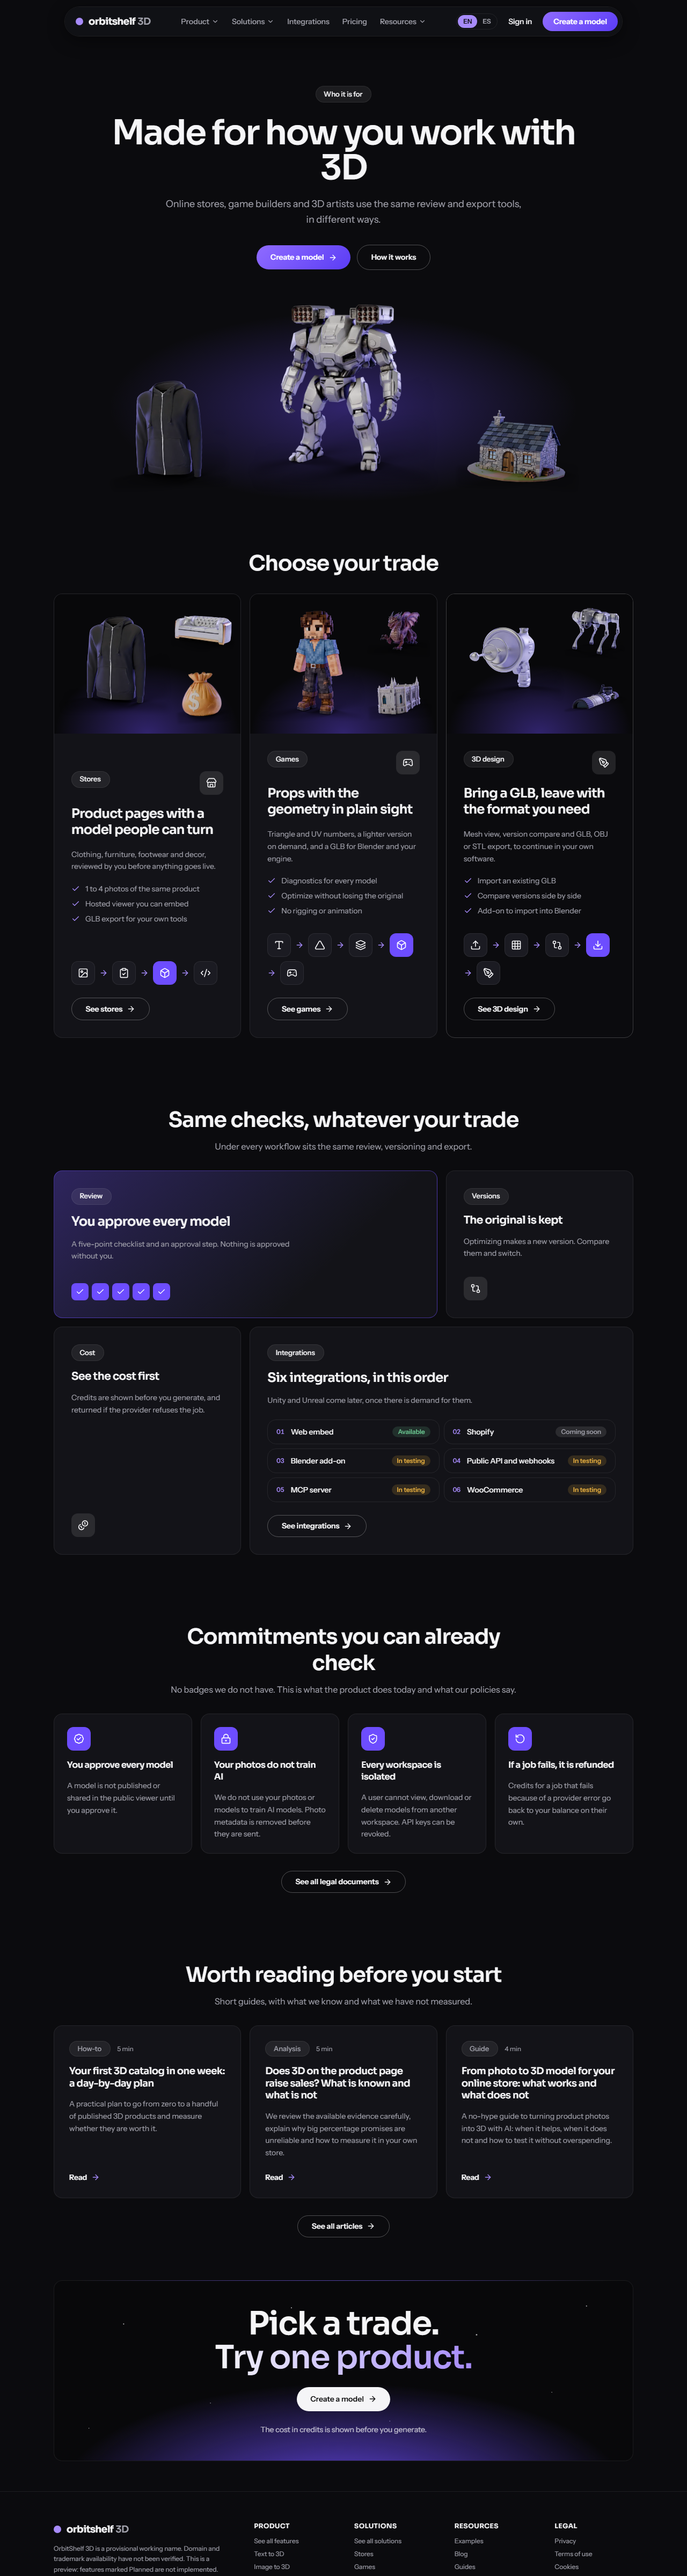 orbitshelf 3D
Product
Solutions
Integrations
Pricing
Resources
EN
ES
Sign in
Create a model
Who it is for
Made for how you work with
3D
Online stores, game builders and 3D artists use the same review and export tools,
in different ways.
Create a model
How it works
Choose your trade
Stores
Product pages with a
model people can turn
Clothing, furniture, footwear and decor,
reviewed by you before anything goes live.
1 to 4 photos of the same product
Hosted viewer you can embed
GLB export for your own tools
See stores
Games
Props with the
geometry in plain sight
Triangle and UV numbers, a lighter version
on demand, and a GLB for Blender and your
engine.
Diagnostics for every model
Optimize without losing the original
No rigging or animation
See games
3D design
Bring a GLB, leave with
the format you need
Mesh view, version compare and GLB, OBJ
or STL export, to continue in your own
software.
Import an existing GLB
Compare versions side by side
Add-on to import into Blender
See 3D design
Same checks, whatever your trade
Under every workflow sits the same review, versioning and export.
Review
You approve every model
A five-point checklist and an approval step. Nothing is approved
without you.
Versions
The original is kept
Optimizing makes a new version. Compare
them and switch.
Cost
See the cost first
Credits are shown before you generate, and
returned if the provider refuses the job.
Integrations
Six integrations, in this order
Unity and Unreal come later, once there is demand for them.
01 Web embed Available
02 Shopify Coming soon
03 Blender add-on In testing
04 Public API and webhooks In testing
05 MCP server In testing
06 WooCommerce In testing
See integrations
Commitments you can already
check
No badges we do not have. This is what the product does today and what our policies say.
You approve every model
A model is not published or
shared in the public viewer until
you approve it.
Your photos do not train
AI
We do not use your photos or
models to train AI models. Photo
metadata is removed before
they are sent.
Every workspace is
isolated
A user cannot view, download or
delete models from another
workspace. API keys can be
revoked.
If a job fails, it is refunded
Credits for a job that fails
because of a provider error go
back to your balance on their
own.
See all legal documents
Worth reading before you start
Short guides, with what we know and what we have not measured.
How-to 5 min
Your first 3D catalog in one week:
a day-by-day plan
A practical plan to go from zero to a handful
of published 3D products and measure
whether they are worth it.
Read
Analysis 5 min
Does 3D on the product page
raise sales? What is known and
what is not
We review the available evidence carefully,
explain why big percentage promises are
unreliable and how to measure it in your own
store.
Read
Guide 4 min
From photo to 3D model for your
online store: what works and
what does not
A no-hype guide to turning product photos
into 3D with AI: when it helps, when it does
not and how to test it without overspending.
Read
See all articles
Pick a trade.
Try one product.
Create a model
The cost in credits is shown before you generate.
orbitshelf 3D
OrbitShelf 3D is a provisional working name. Domain and
trademark availability have not been verified. This is a
preview: features marked Planned are not implemented.
PRODUCT
See all features
Text to 3D
Image to 3D
SOLUTIONS
See all solutions
Stores
Games
RESOURCES
Examples
Blog
Guides
LEGAL
Privacy
Terms of use
Cookies